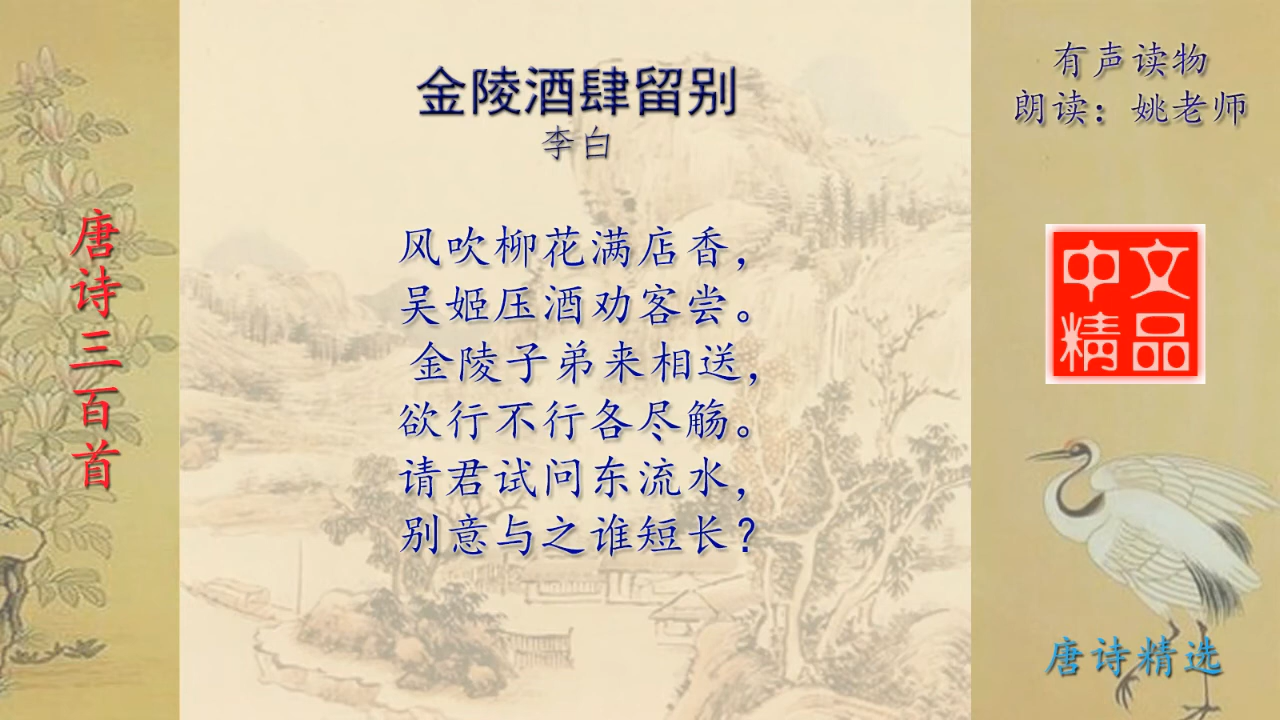 金陵酒肆留别
李白
风吹柳花满店香，
吴姬压酒劝客尝。
金陵子弟来相送，
欲行不行各尽觞。
请君试问东流水，
别意与之谁短长？
唐诗三百首
有声读物
朗读：姚老师
中文
精品
唐诗精选